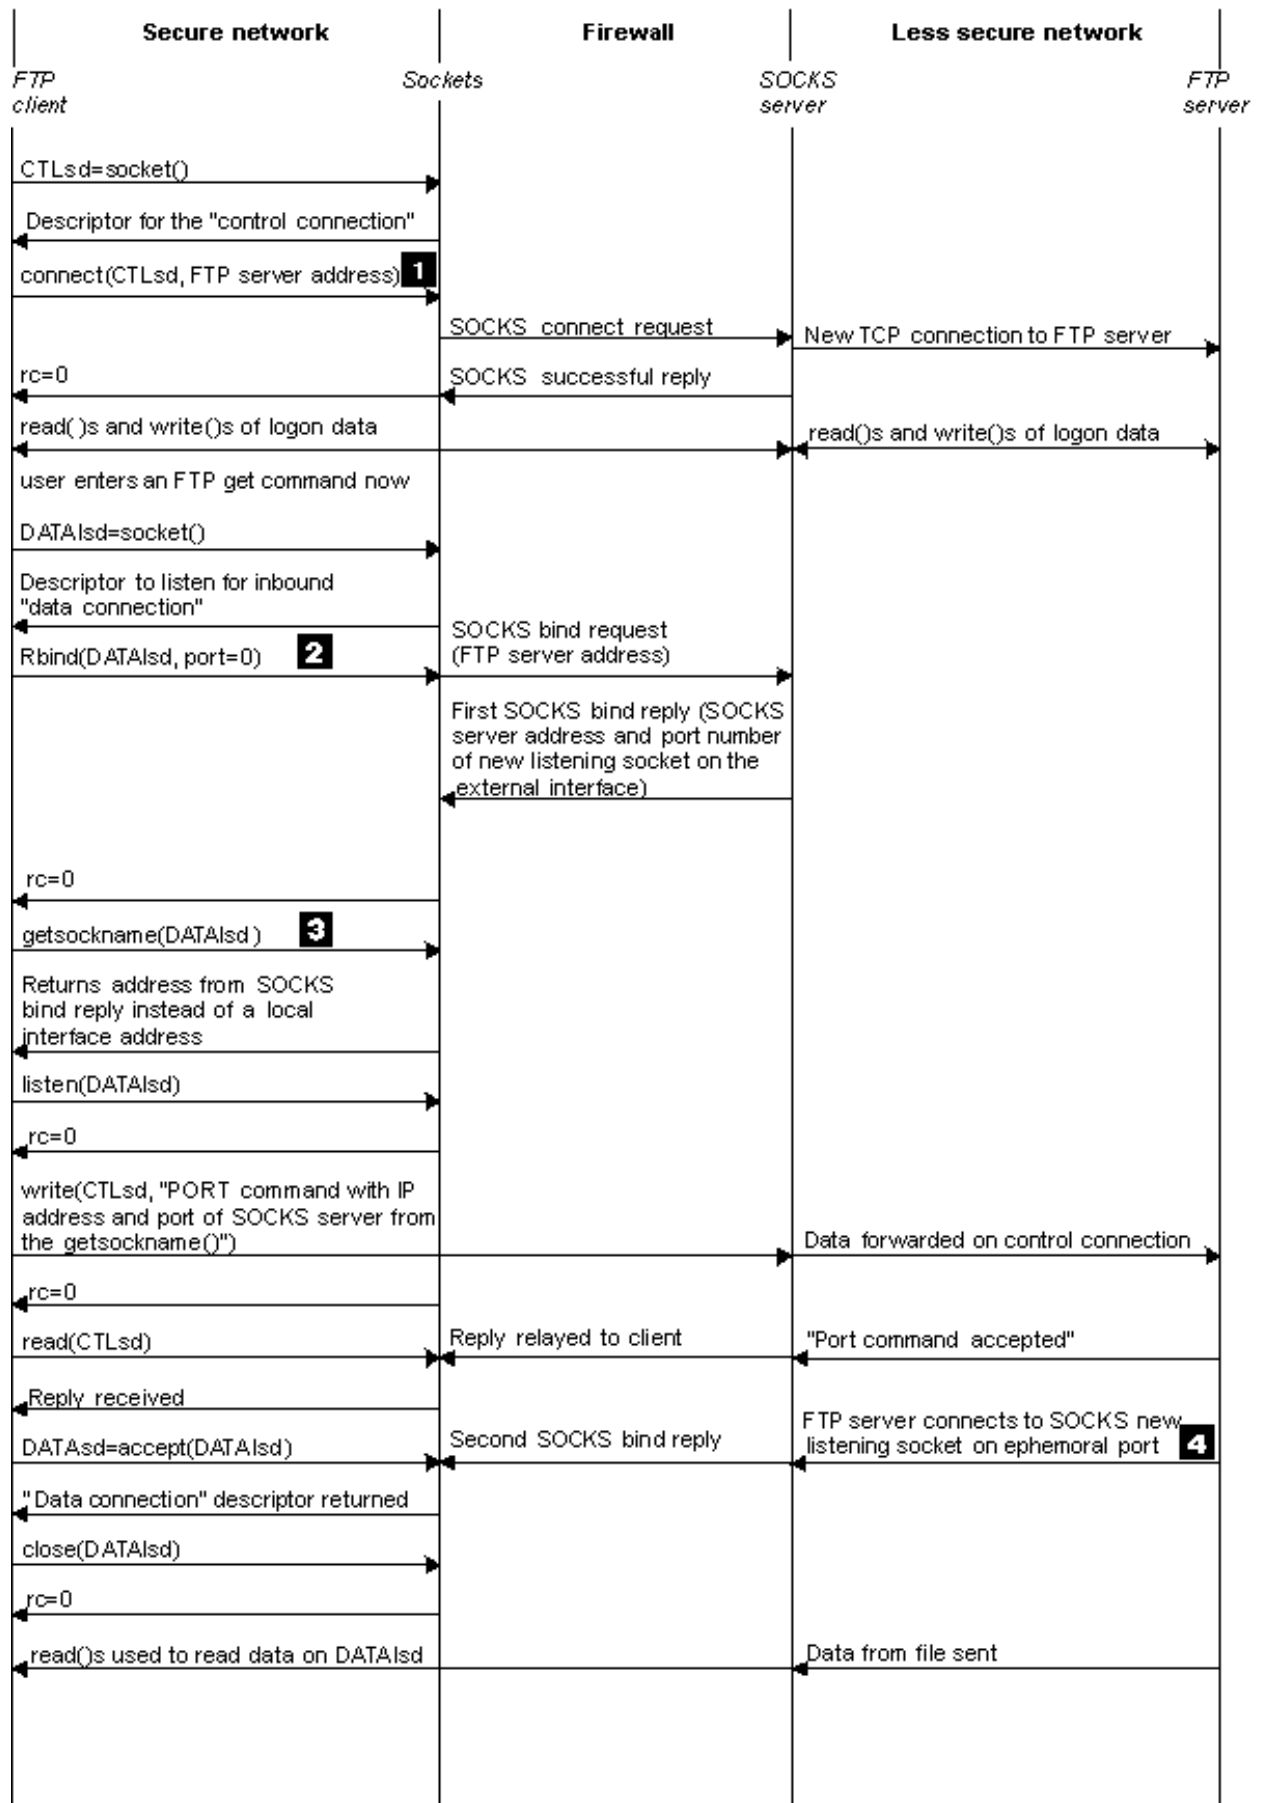 Secure network
Firewall
Less secure network
FTP
client
Sockets
SOCKS
server
FTP
server
CTLsd=socket()
Descriptor for the "control connection"
connect(CTLsd, FTP server address) 1
SOCKS connect request
New TCP connection to FTP server
rc=0
SOCKS successful reply
read( )s and write()s of logon data
read()s and write()s of logon data
user enters an FTP get command now
DATAlsd=socket()
Descriptor to listen for inbound
"data connection"
SOCKS bind request
(FTP server address)
Rbind(DATAlsd, port=0) 2
First SOCKS bind reply (SOCKS
server address and port number
of new listening socket on the
external interface)
rc=0
getsockname(DATAlsd ) 3
Returns address from SOCKS
bind reply instead of a local
interface address
listen(DATAlsd)
rc=0
write(CTLsd, "PORT command with IP
address and port of SOCKS server from
the getsockname()")
Data forwarded on control connection
rc=0
read(CTLsd)
Reply relayed to client
"Port command accepted"
Reply received
FTP server connects to SOCKS new
listening socket on ephemoral port 4
DATAsd=accept(DATAlsd)
Second SOCKS bind reply
"Data connection" descriptor returned
close(DATAlsd)
rc=0
read()s used to read data on DATAlsd
Data from file sent